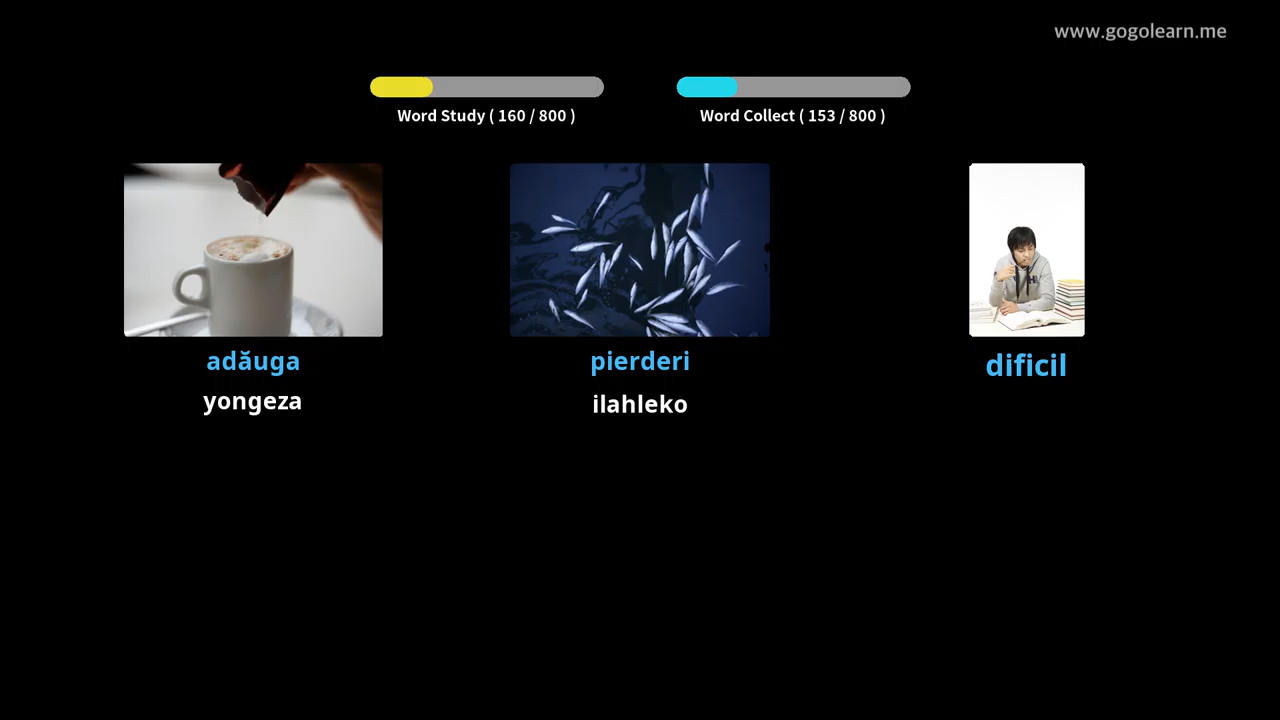 www.gogolearn.me
Word Study ( 160 / 800 )
Word Collect ( 153 / 800 )
adăuga
yongeza
pierderi
ilahleko
dificil